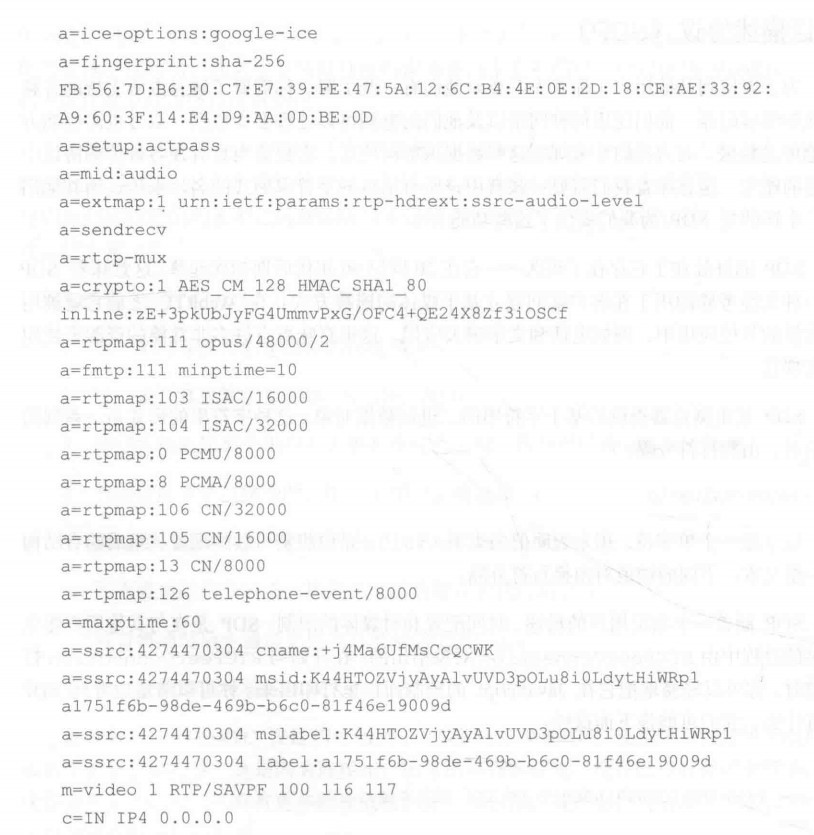 a=ice-options:google-ice
a=fingerprint:sha-256
FB:56:7D:B6:E0:C7:E7:39:FE:47:5A:12:6C:B4:4E:0E:2D:18:CE:AE:33:92:
A9:60:3F:14:E4:D9:AA:0D:BE:0D
a=setup:actpass
a=mid:audio
a=extmap:1 urn:ietf:params:rtp-hdrext:ssrc-audio-level
a=sendrecv
a=rtcp-mux
a=crypto:1 AES_CM_128_HMAC_SHA1_80
inline:zE+3pkUbJyFG4UmmvPxG/OFC4+QE24X8Zf3iOSCf
a=rtpmap:111 opus/48000/2
a=fmtp:111 minptime=10
a=rtpmap:103 ISAC/16000
a=rtpmap:104 ISAC/32000
a=rtpmap:0 PCMU/8000
a=rtpmap:8 PCMA/8000
a=rtpmap:106 CN/32000
a=rtpmap:105 CN/16000
a=rtpmap:13 CN/8000
a=rtpmap:126 telephone-event/8000
a=maxptime:60
a=ssrc:4274470304 cname:+j4Ma6UfMsCcQCWK
a=ssrc:4274470304 msid:K44HTOZVjyAyAlvUVD3pOLu8i0LdytHiWRp1
a1751f6b-98de-469b-b6c0-81f46e19009d
a=ssrc:4274470304 mslabel:K44HTOZVjyAyAlvUVD3pOLu8i0LdytHiWRp1
a=ssrc:4274470304 label:a1751f6b-98de=469b-b6c0-81f46e19009d
m=video 1 RTP/SAVPF 100 116 117
c=IN IP4 0.0.0.0